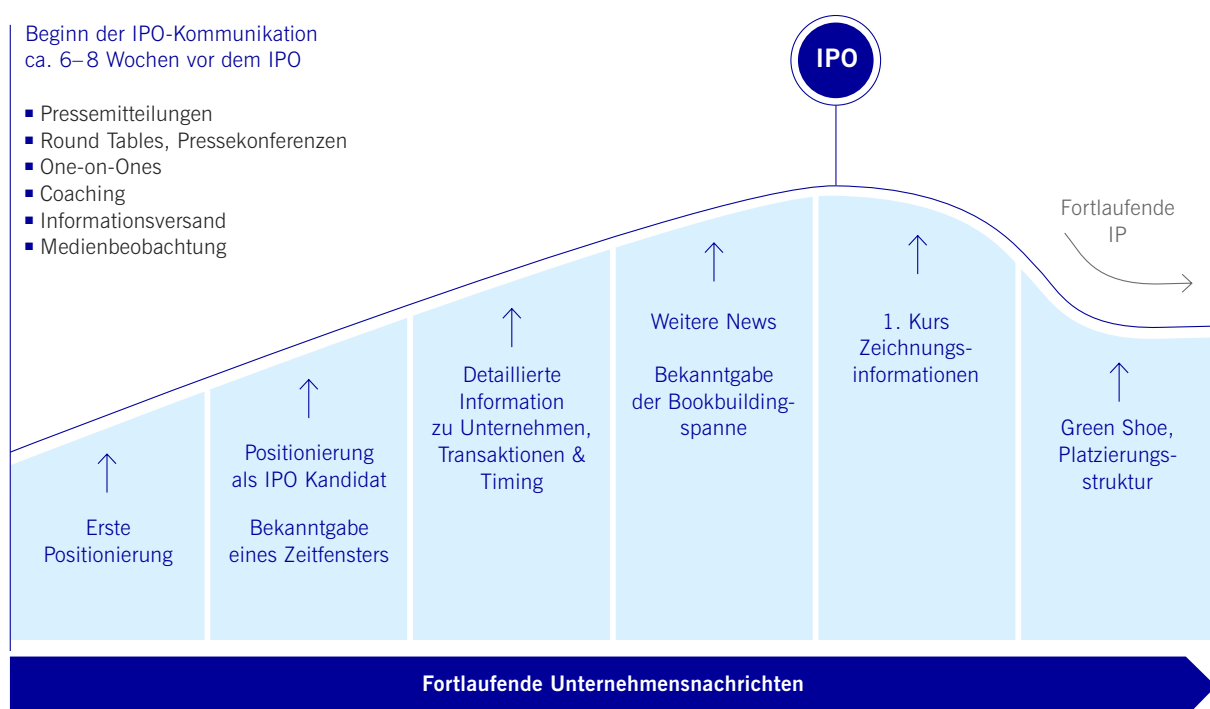 Beginn der IPO-Kommunikation
ca. 6–8 Wochen vor dem IPO
▪ Pressemitteilungen
▪ Round Tables, Pressekonferenzen
▪ One-on-Ones
▪ Coaching
▪ Informationsversand
▪ Medienbeobachtung
IPO
Fortlaufende
IP
Erste
Positionierung
Positionierung
als IPO Kandidat
Bekanntgabe
eines Zeitfensters
Detaillierte
Information
zu Unternehmen,
Transaktionen &
Timing
Weitere News
Bekanntgabe
der Bookbuilding-
spanne
1. Kurs
Zeichnungs-
informationen
Green Shoe,
Platzierungs-
struktur
Fortlaufende Unternehmensnachrichten